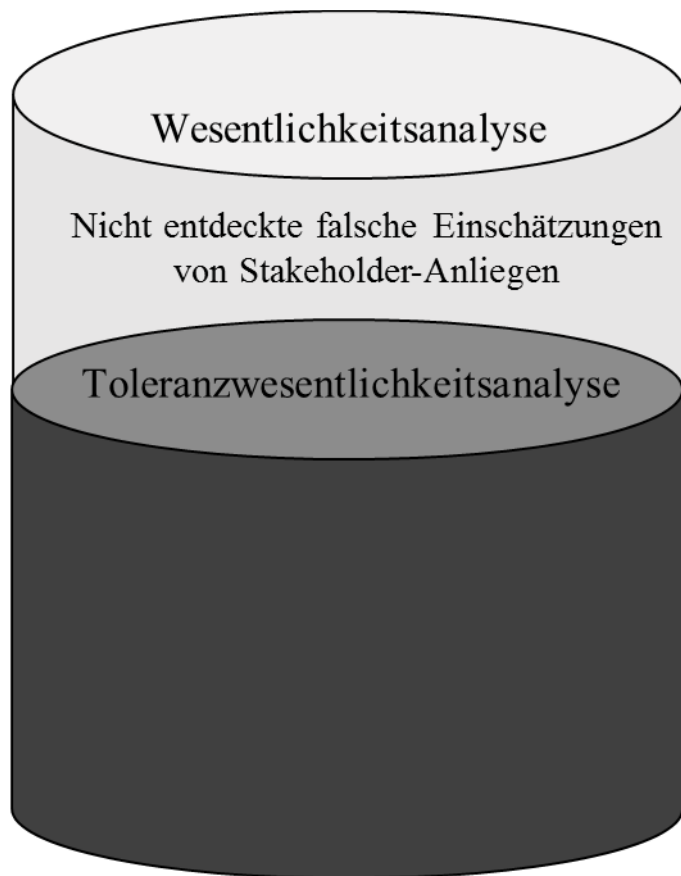 Wesentlichkeitsanalyse
Nicht entdeckte falsche Einschätzungen
von Stakeholder-Anliegen
Toleranzwesentlichkeitsanalyse